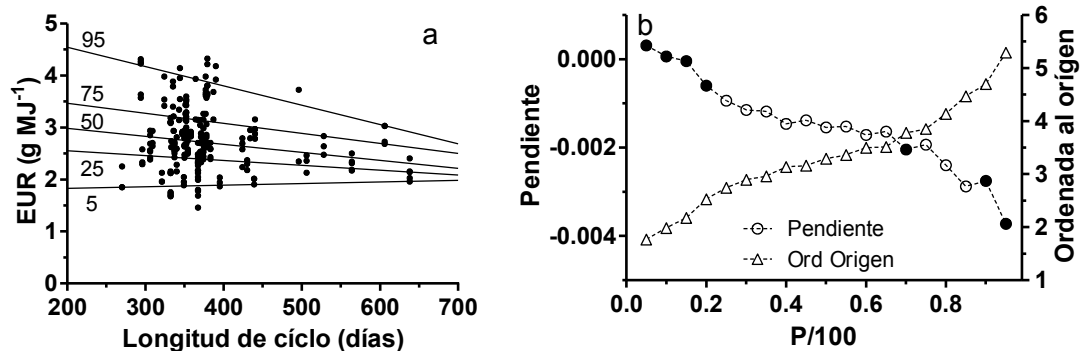 a
5
4
3
2
1
0
EUR (g MJ-1)
95
75
50
25
5
200 300 400 500 600 700
Longitud de cíclo (días)
b
0.000
-0.002
-0.004
Pendiente
6
5
4
3
2
1
Ordenada al orígen
Pendiente
Ord Origen
0.0 0.2 0.4 0.6 0.8
P/100